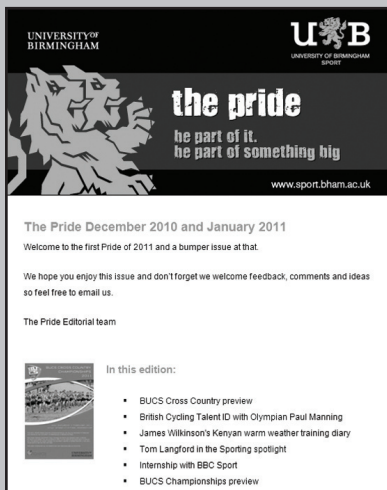 UNIVERSITY OF
BIRMINGHAM
U B
UNIVERSITY OF BIRMINGHAM
SPORT
the pride
be part of it.
be part of something big
www.sport.bham.ac.uk
The Pride December 2010 and January 2011
Welcome to the first Pride of 2011 and a bumper issue at that.
We hope you enjoy this issue and don't forget we welcome feedback, comments and ideas
so feel free to email us.
The Pride Editorial team
In this edition:
▪ BUCS Cross Country preview
▪ British Cycling Talent ID with Olympian Paul Manning
▪ James Wilkinson's Kenyan warm weather training diary
▪ Tom Langford in the Sporting spotlight
▪ Internship with BBC Sport
▪ BUCS Championships preview